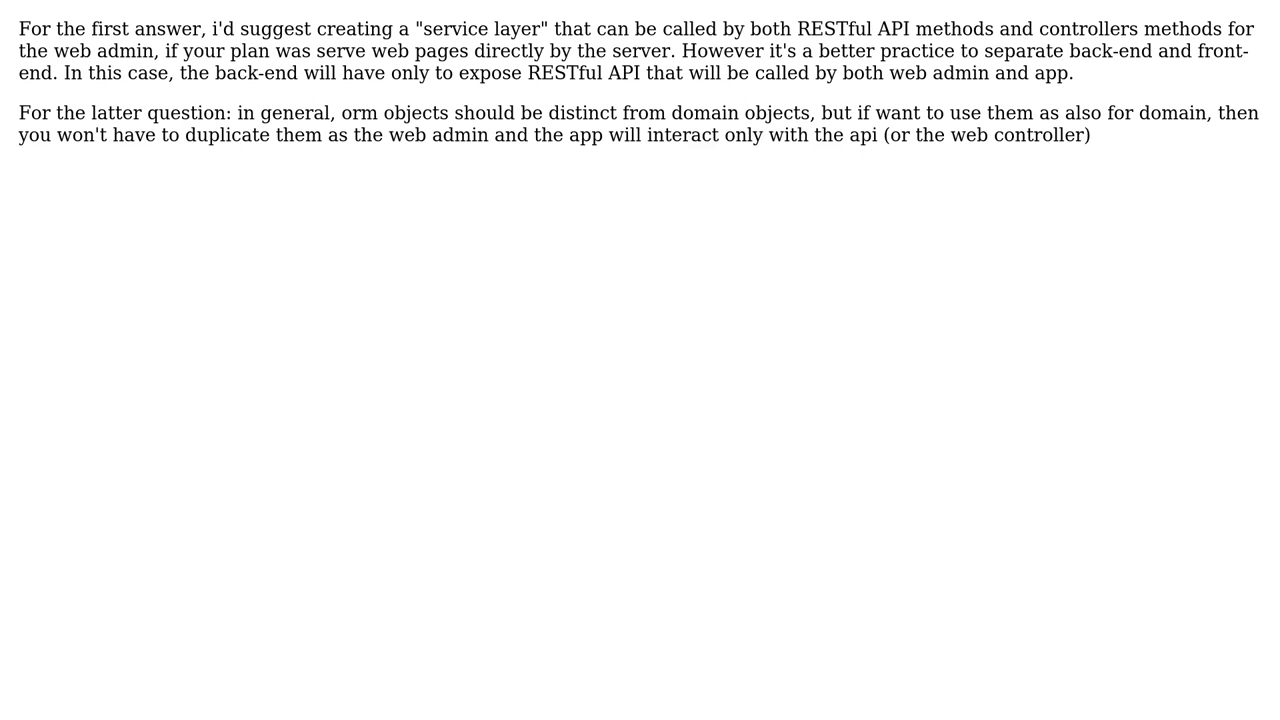 For the first answer, i'd suggest creating a "service layer" that can be called by both RESTful API methods and controllers methods for
the web admin, if your plan was serve web pages directly by the server. However it's a better practice to separate back-end and front-
end. In this case, the back-end will have only to expose RESTful API that will be called by both web admin and app.
For the latter question: in general, orm objects should be distinct from domain objects, but if want to use them as also for domain, then
you won't have to duplicate them as the web admin and the app will interact only with the api (or the web controller)